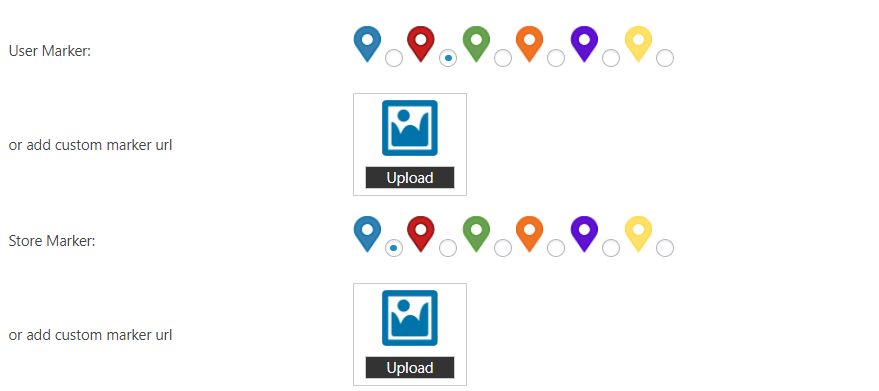 User Marker:
or add custom marker url
Upload
Store Marker:
or add custom marker url
Upload